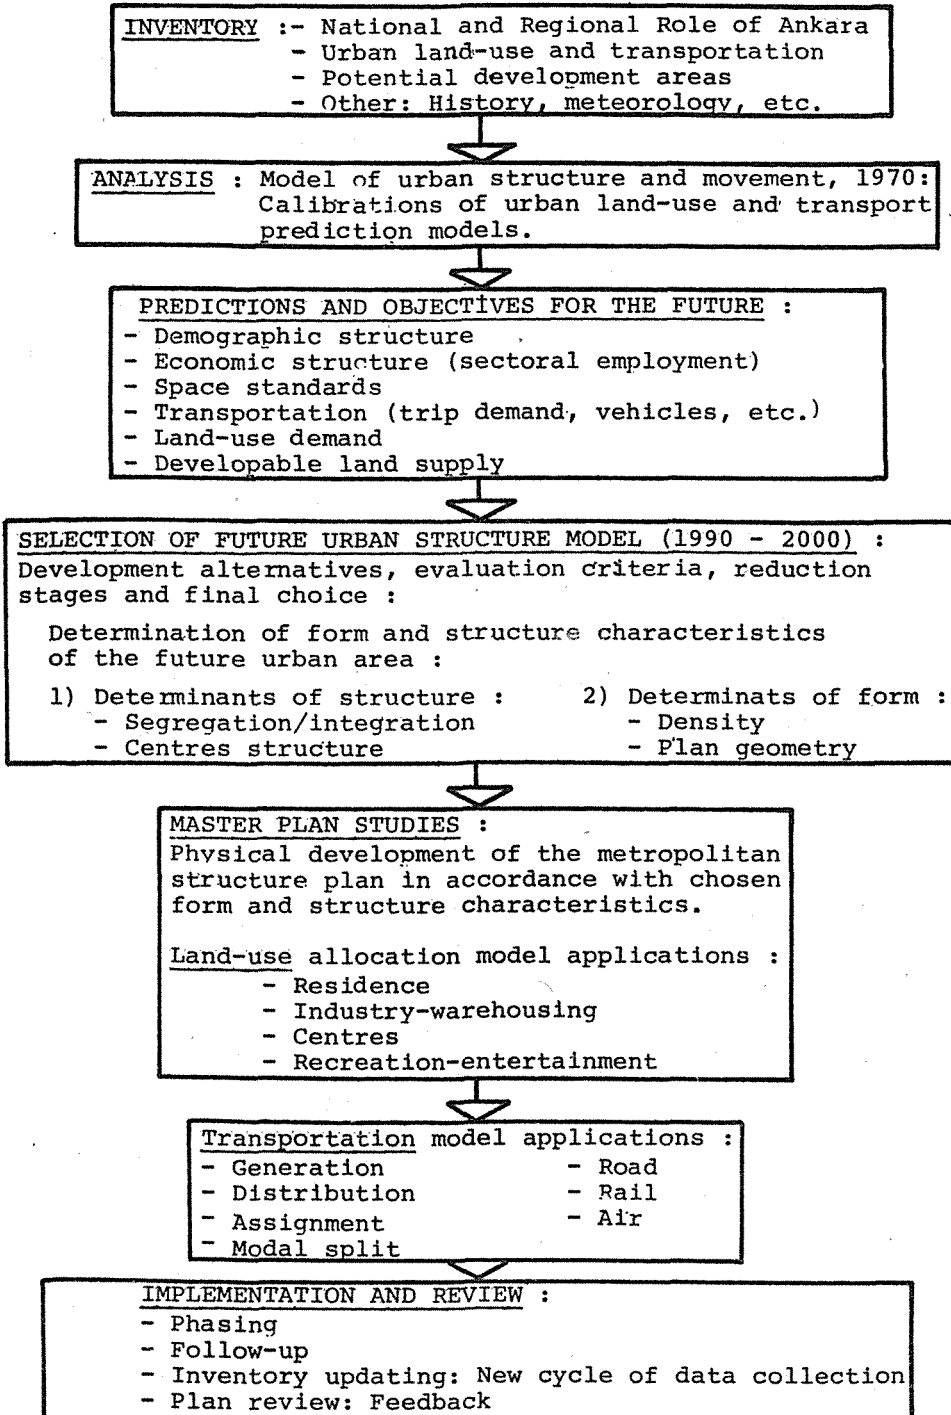 INVENTORY :- National and Regional Role of Ankara
- Urban land-use and transportation
- Potential development areas
- Other: History, meteorology, etc.
ANALYSIS : Model of urban structure and movement, 1970:
Calibrations of urban land-use and transport
prediction models.
PREDICTIONS AND OBJECTIVES FOR THE FUTURE :
- Demographic structure
- Economic structure (sectoral employment)
- Space standards
- Transportation (trip demand, vehicles, etc.)
- Land-use demand
- Developable land supply
SELECTION OF FUTURE URBAN STRUCTURE MODEL (1990 - 2000) :
Development alternatives, evaluation criteria, reduction
stages and final choice :
Determination of form and structure characteristics
of the future urban area :
1) Determinants of structure :
- Segregation/integration
- Centres structure
2) Determinats of form :
- Density
- Plan geometry
MASTER PLAN STUDIES :
Physical development of the metropolitan
structure plan in accordance with chosen
form and structure characteristics.
Land-use allocation model applications :
- Residence
- Industry-warehousing
- Centres
- Recreation-entertainment
Transportation model applications :
- Generation
- Distribution
- Assignment
- Modal split
- Road
- Rail
- Air
IMPLEMENTATION AND REVIEW :
- Phasing
- Follow-up
- Inventory updating: New cycle of data collection
- Plan review: Feedback